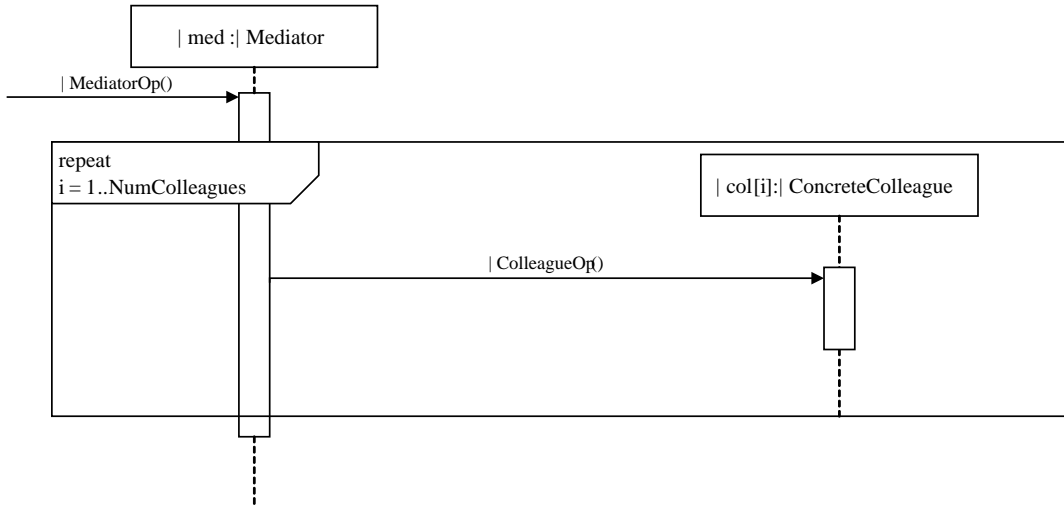 | med :| Mediator
| MediatorOp()
repeat
i = 1..NumColleagues
| col[i]:| ConcreteColleague
| ColleagueOp()